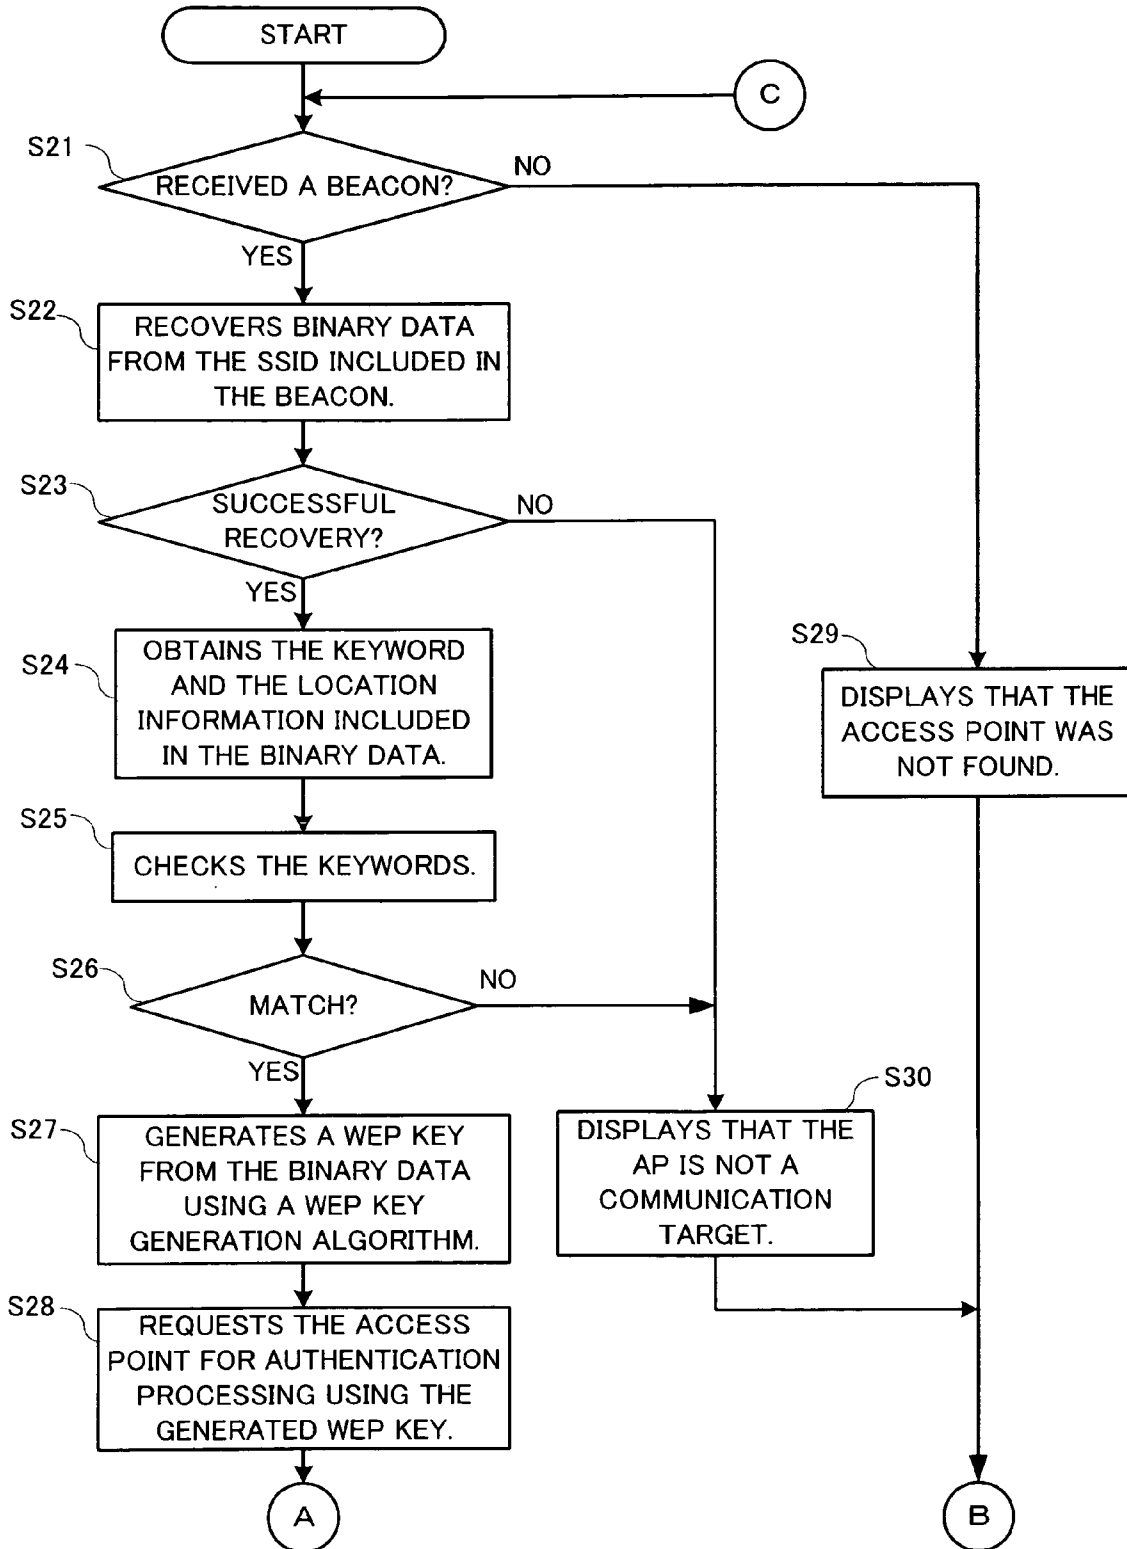 START
C
S21
RECEIVED A BEACON?
NO
YES
S22
RECOVERS BINARY DATA
FROM THE SSID INCLUDED IN
THE BEACON.
S23
SUCCESSFUL
RECOVERY?
NO
YES
S24
OBTAINS THE KEYWORD
AND THE LOCATION
INFORMATION INCLUDED
IN THE BINARY DATA.
S29
DISPLAYS THAT THE
ACCESS POINT WAS
NOT FOUND.
S25
CHECKS THE KEYWORDS.
S26
MATCH?
NO
YES
S27
GENERATES A WEP KEY
FROM THE BINARY DATA
USING A WEP KEY
GENERATION ALGORITHM.
S30
DISPLAYS THAT THE
AP IS NOT A
COMMUNICATION
TARGET.
S28
REQUESTS THE ACCESS
POINT FOR AUTHENTICATION
PROCESSING USING THE
GENERATED WEP KEY.
A
B